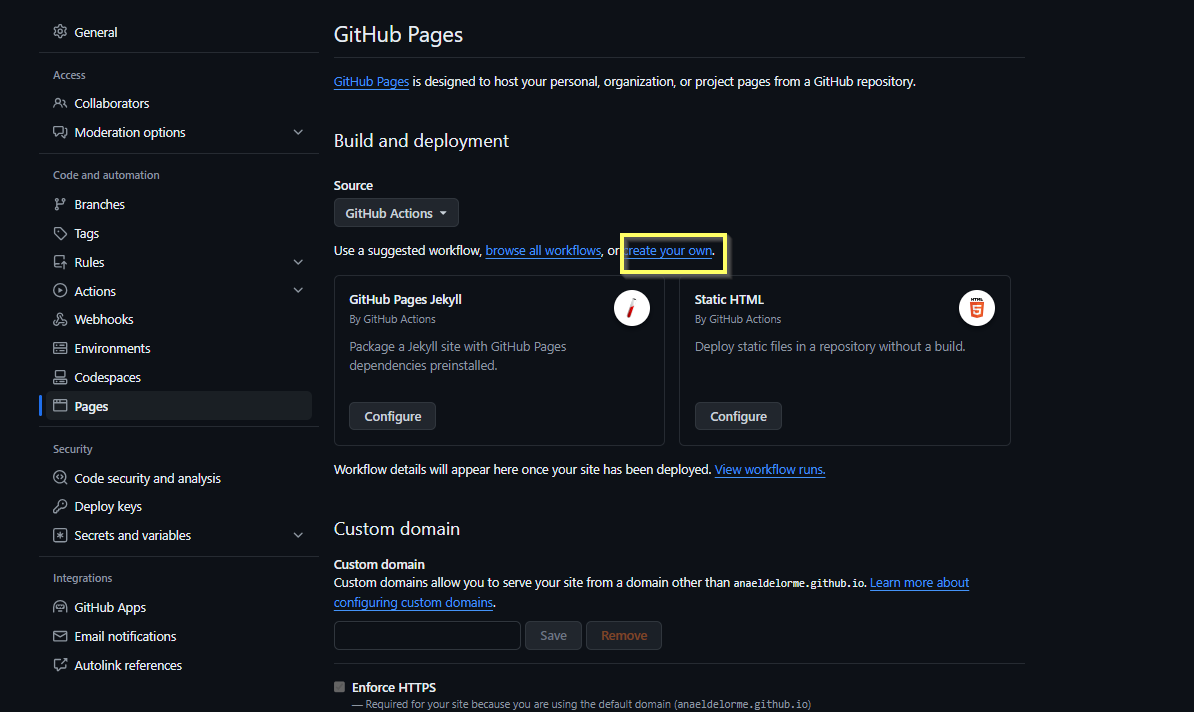 General
Access
Collaborators
Moderation options
Code and automation
Branches
Tags
Rules
Actions
Webhooks
Environments
Codespaces
Pages
Security
Code security and analysis
Deploy keys
Secrets and variables
Integrations
GitHub Apps
Email notifications
Autolink references
GitHub Pages
GitHub Pages is designed to host your personal, organization, or project pages from a GitHub repository.
Build and deployment
Source
GitHub Actions
Use a suggested workflow, browse all workflows, or create your own.
GitHub Pages Jekyll
By GitHub Actions
Package a Jekyll site with GitHub Pages
dependencies preinstalled.
Configure
Static HTML
By GitHub Actions
Deploy static files in a repository without a build.
HTML
5
Configure
Workflow details will appear here once your site has been deployed. View workflow runs.
Custom domain
Custom domain
Custom domains allow you to serve your site from a domain other than anaeldelorme.github.io. Learn more about
configuring custom domains.
Save
Remove
Enforce HTTPS
— Required for your site because you are using the default domain (anaeldelorme.github.io)